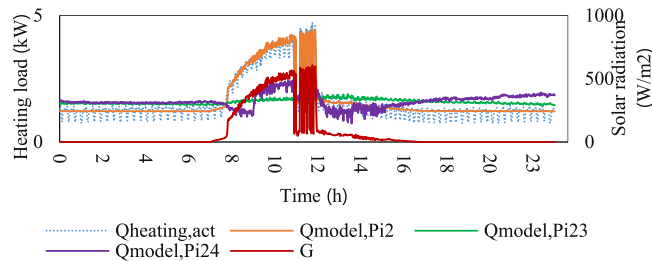 5
1000
500
0
0
Heating load (kW)
Solar radiation
(W/m2)
0 2 4 6 8 10 12 14 16 18 20 23
Time (h)
Qheating,act Qmodel,Pi2 Qmodel,Pi23
Qmodel,Pi24 G